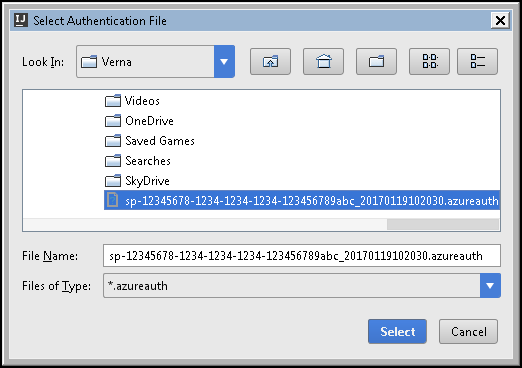 IJ Select Authentication File
Look In: Verna
Videos
OneDrive
Saved Games
Searches
SkyDrive
sp-12345678-1234-1234-1234-123456789abc_20170119102030.azureauth
File Name: sp-12345678-1234-1234-1234-123456789abc_20170119102030.azureauth
Files of Type: *.azureauth
Select Cancel